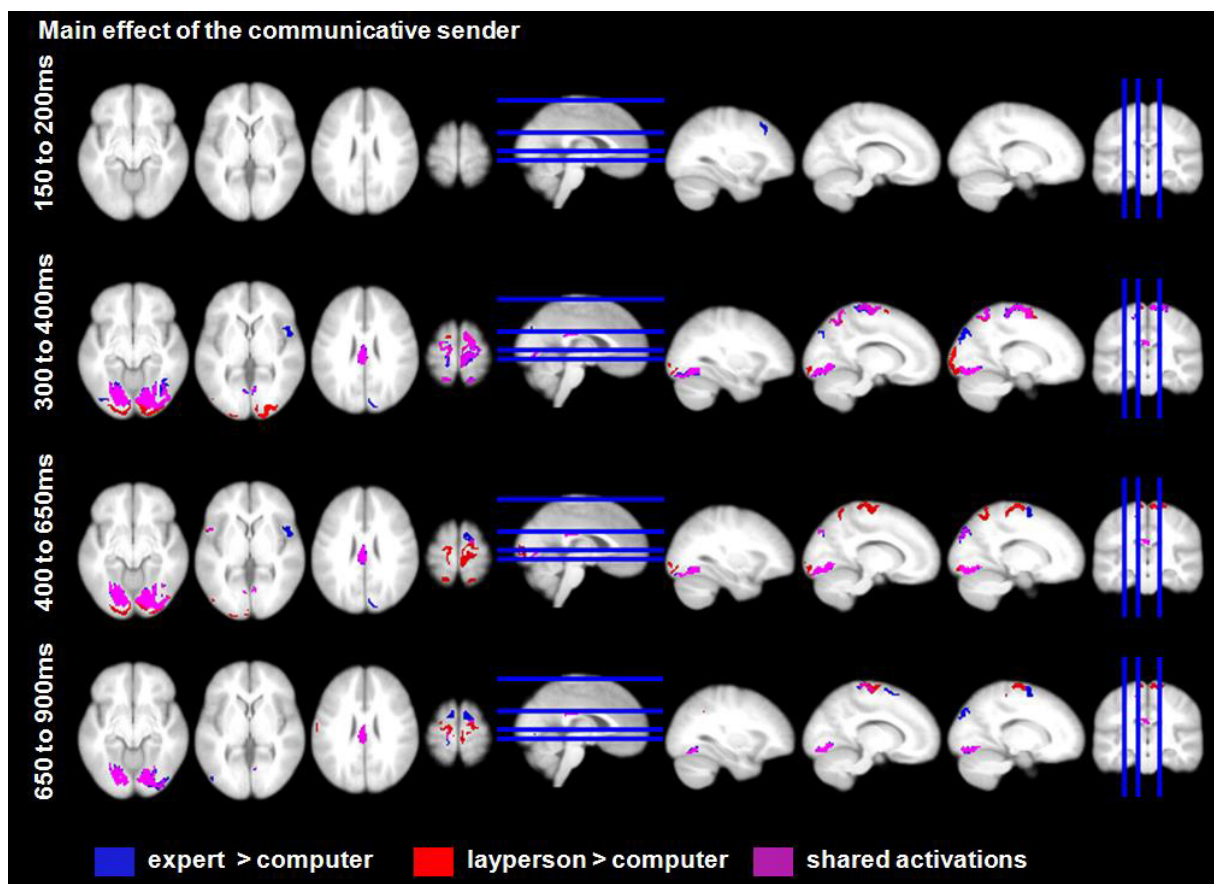 Main effect of the communicative sender
150 to 200ms
300 to 400ms
400 to 650ms
650 to 900ms
expert > computer
layperson > computer
shared activations